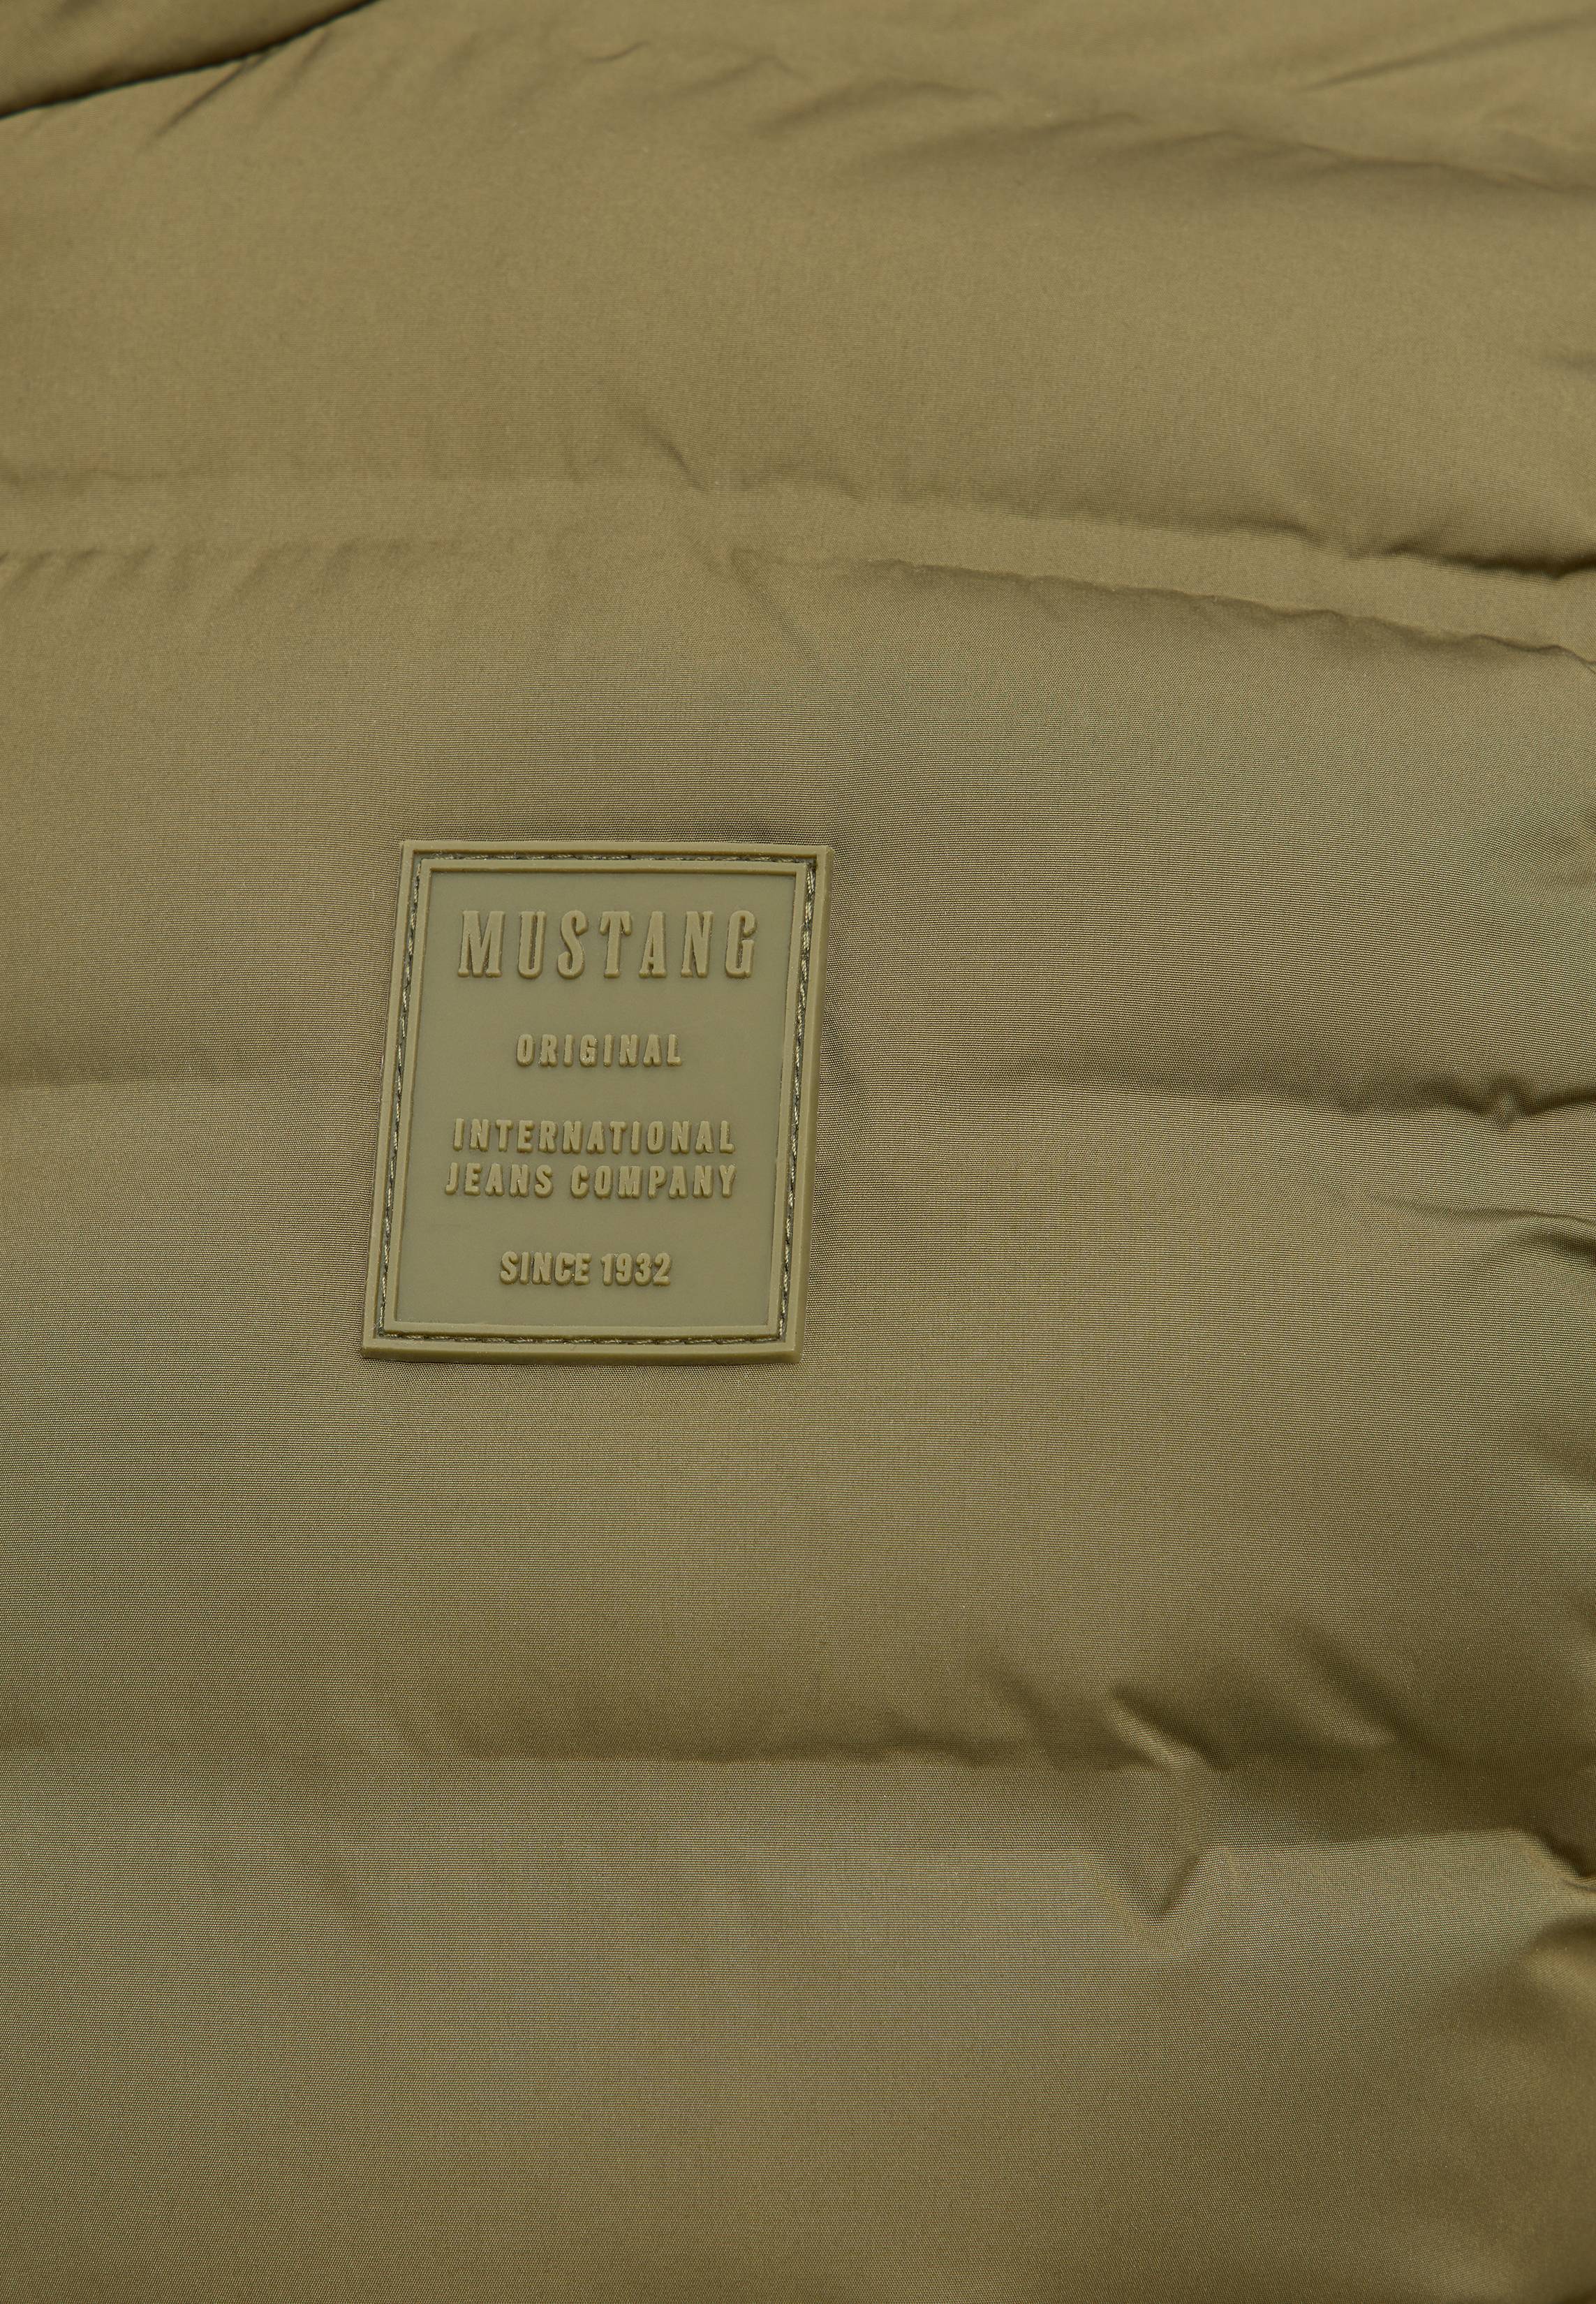 MUSTANG
ORIGINAL
INTERNATIONAL
JEANS COMPANY
SINCE 1932